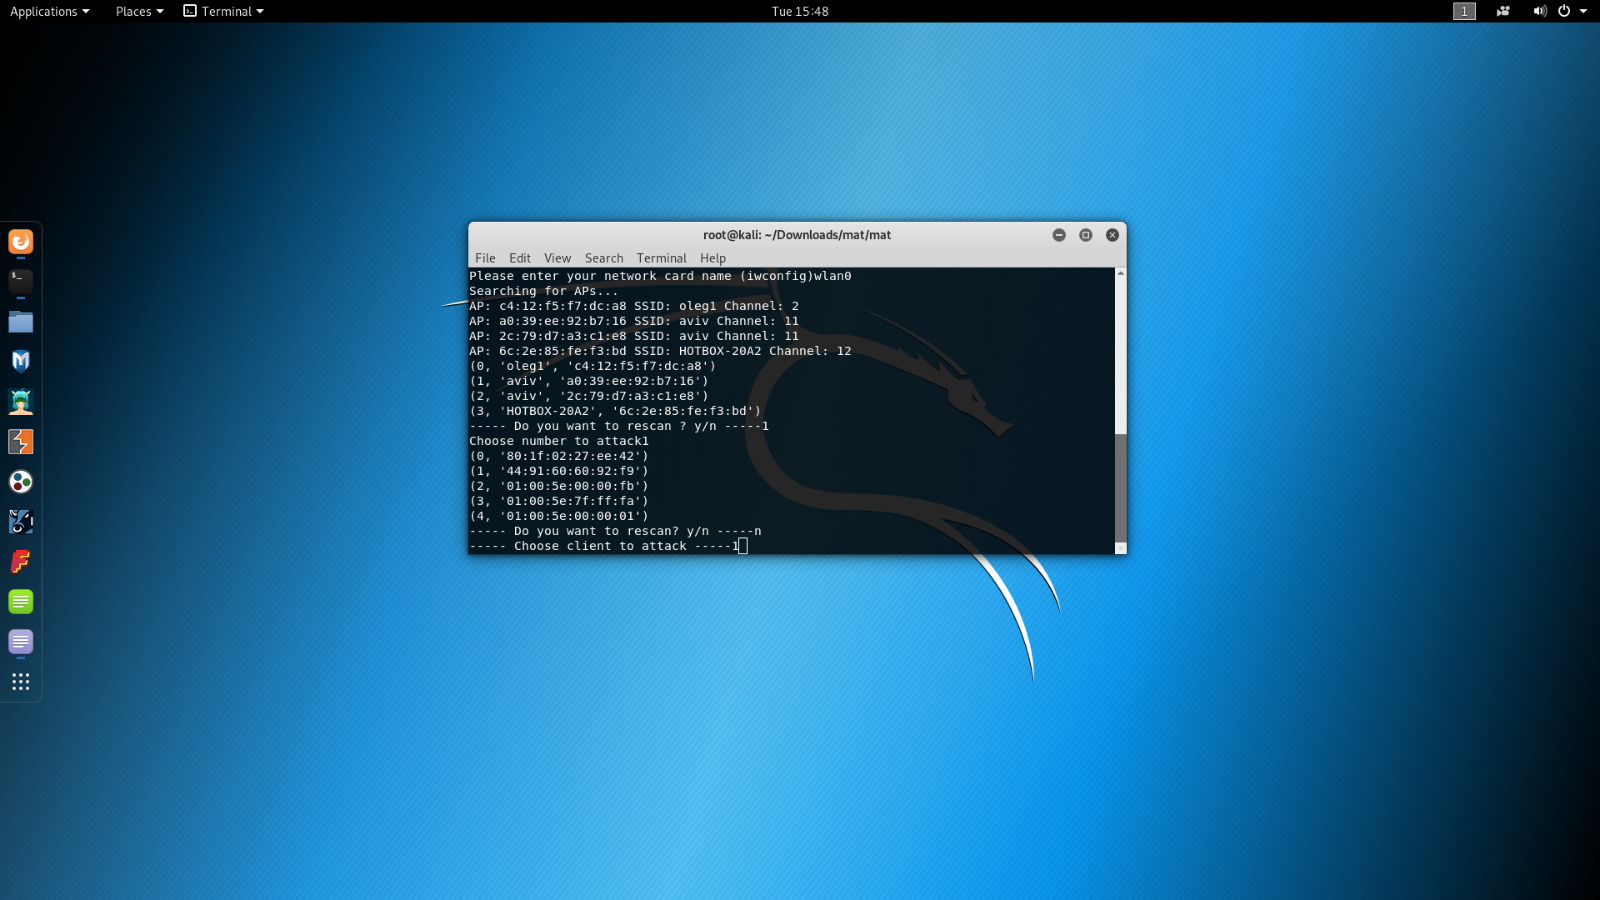 Applications Places Terminal Tue 15:48 1
root@kali: ~/Downloads/mat/mat
File Edit View Search Terminal Help
Please enter your network card name (iwconfig)wlan0
Searching for APs...
AP: c4:12:f5:f7:dc:a8 SSID: oleg1 Channel: 2
AP: a0:39:ee:92:b7:16 SSID: aviv Channel: 11
AP: 2c:79:d7:a3:c1:e8 SSID: aviv Channel: 11
AP: 6c:2e:85:fe:f3:bd SSID: HOTBOX-20A2 Channel: 12
(0, 'oleg1', 'c4:12:f5:f7:dc:a8')
(1, 'aviv', 'a0:39:ee:92:b7:16')
(2, 'aviv', '2c:79:d7:a3:c1:e8')
(3, 'HOTBOX-20A2', '6c:2e:85:fe:f3:bd')
----- Do you want to rescan ? y/n -----1
Choose number to attack1
(0, '80:1f:02:27:ee:42')
(1, '44:91:60:60:92:f9')
(2, '01:00:5e:00:00:fb')
(3, '01:00:5e:7f:ff:fa')
(4, '01:00:5e:00:00:01')
----- Do you want to rescan? y/n -----n
----- Choose client to attack -----1